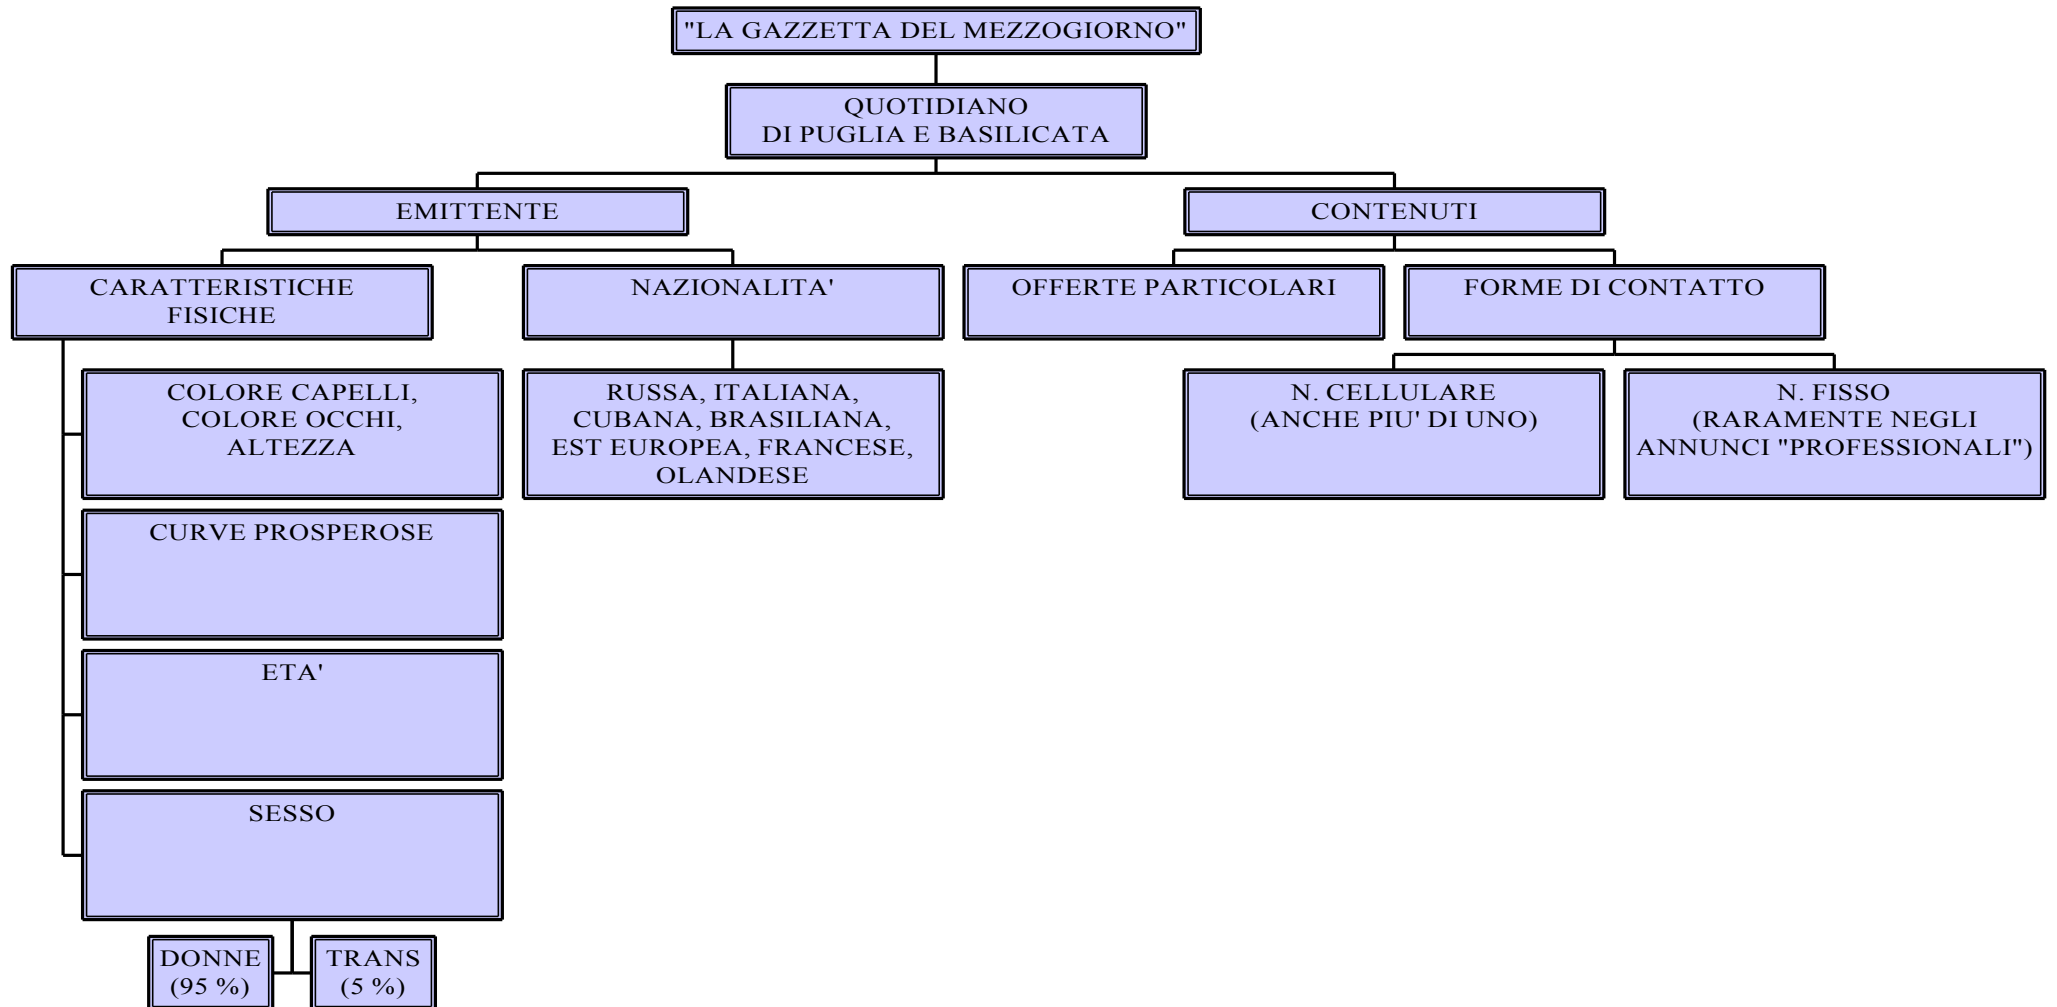 "LA GAZZETTA DEL MEZZOGIORNO"
QUOTIDIANO
DI PUGLIA E BASILICATA
EMITTENTE
CONTENUTI
CARATTERISTICHE
FISICHE
NAZIONALITA'
OFFERTE PARTICOLARI
FORME DI CONTATTO
COLORE CAPELLI,
COLORE OCCHI,
ALTEZZA
RUSSA, ITALIANA,
CUBANA, BRASILIANA,
EST EUROPEA, FRANCESE,
OLANDESE
N. CELLULARE
(ANCHE PIU' DI UNO)
N. FISSO
(RARAMENTE NEGLI
ANNUNCI "PROFESSIONALI")
CURVE PROSPEROSE
ETA'
SESSO
DONNE
(95 %)
TRANS
(5 %)